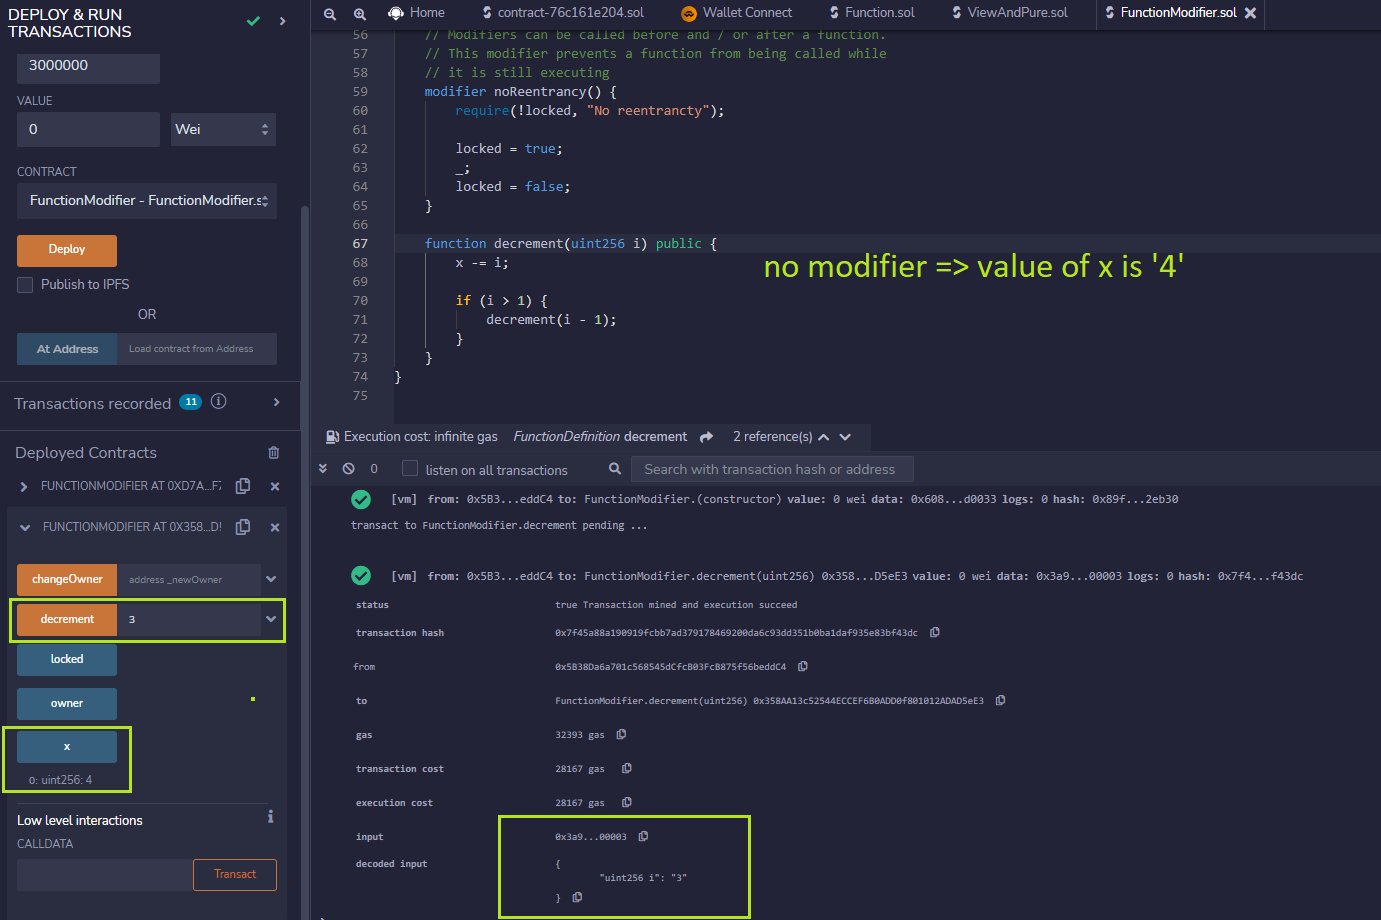 DEPLOY & RUN
TRANSACTIONS
3000000
VALUE
0
Wei
CONTRACT
FunctionModifier - FunctionModifier.s
Deploy
Publish to IPFS
OR
At Address
Load contract from Address
Transactions recorded 11 i
Deployed Contracts
FUNCTIONMODIFIER AT 0XD7A...F7
FUNCTIONMODIFIER AT 0X358...D5
changeOwner
address _newOwner
decrement
3
locked
owner
x
0: uint256: 4
Low level interactions
CALLDATA
Transact
Home
contract-76c161e204.sol
Wallet Connect
Function.sol
ViewAndPure.sol
FunctionModifier.sol
56 // Modifiers can be called before and / or after a function.
57 // This modifier prevents a function from being called while
58 // it is still executing
59 modifier noReentrancy() {
60 require(!locked, "No reentrancty");
61
62 locked = true;
63 _;
64 locked = false;
65 }
66
67 function decrement(uint256 i) public {
68 x -= i;
69
70 if (i > 1) {
71 decrement(i - 1);
72 }
73 }
74 }
75
no modifier => value of x is '4'
Execution cost: infinite gas FunctionDefinition decrement 2 reference(s)
0
listen on all transactions
Search with transaction hash or address
[vm] from: 0x5B3...eddC4 to: FunctionModifier.(constructor) value: 0 wei data: 0x608...d0033 logs: 0 hash: 0x89f...2eb30
transact to FunctionModifier.decrement pending ...
[vm] from: 0x5B3...eddC4 to: FunctionModifier.decrement(uint256) 0x358...D5eE3 value: 0 wei data: 0x3a9...00003 logs: 0 hash: 0x7f4...f43dc
status true Transaction mined and execution succeed
transaction hash 0x7f45a88a190919fcbb7ad379178469200da6c93dd351b0ba1daf935e83bf43dc
from 0x5B38Da6a701c568545dCfcB03FcB875f56beddC4
to FunctionModifier.decrement(uint256) 0x358AA13c52544ECCEF6B0ADD0f801012ADAD5eE3
gas 32393 gas
transaction cost 28167 gas
execution cost 28167 gas
input 0x3a9...00003
decoded input {
"uint256 i": "3"
}